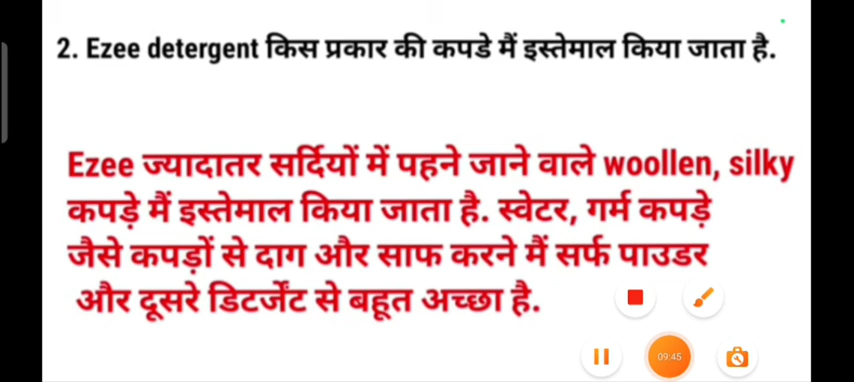 2. Ezee detergent किस प्रकार की कपडे मैं इस्तेमाल किया जाता है.
Ezee ज्यादातर सर्दियों में पहने जाने वाले woollen, silky
कपड़े मैं इस्तेमाल किया जाता है. स्वेटर, गर्म कपड़े
जैसे कपड़ों से दाग और साफ करने मैं सर्फ पाउडर
और दूसरे डिटर्जेंट से बहूत अच्छा है.
09:45